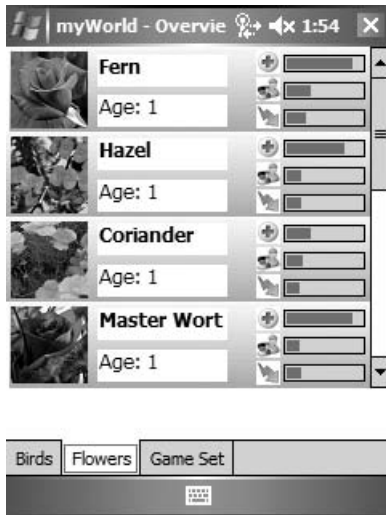 myWorld - Overvie 1:54
Fern
Age: 1
Hazel
Age: 1
Coriander
Age: 1
Master Wort
Age: 1
Birds Flowers Game Set